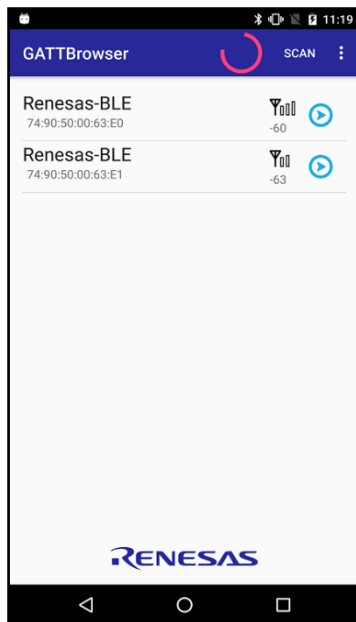 11:19
GATTBrowser SCAN
Renesas-BLE
74:90:50:00:63:E0
-60
Renesas-BLE
74:90:50:00:63:E1
-63
RENESAS